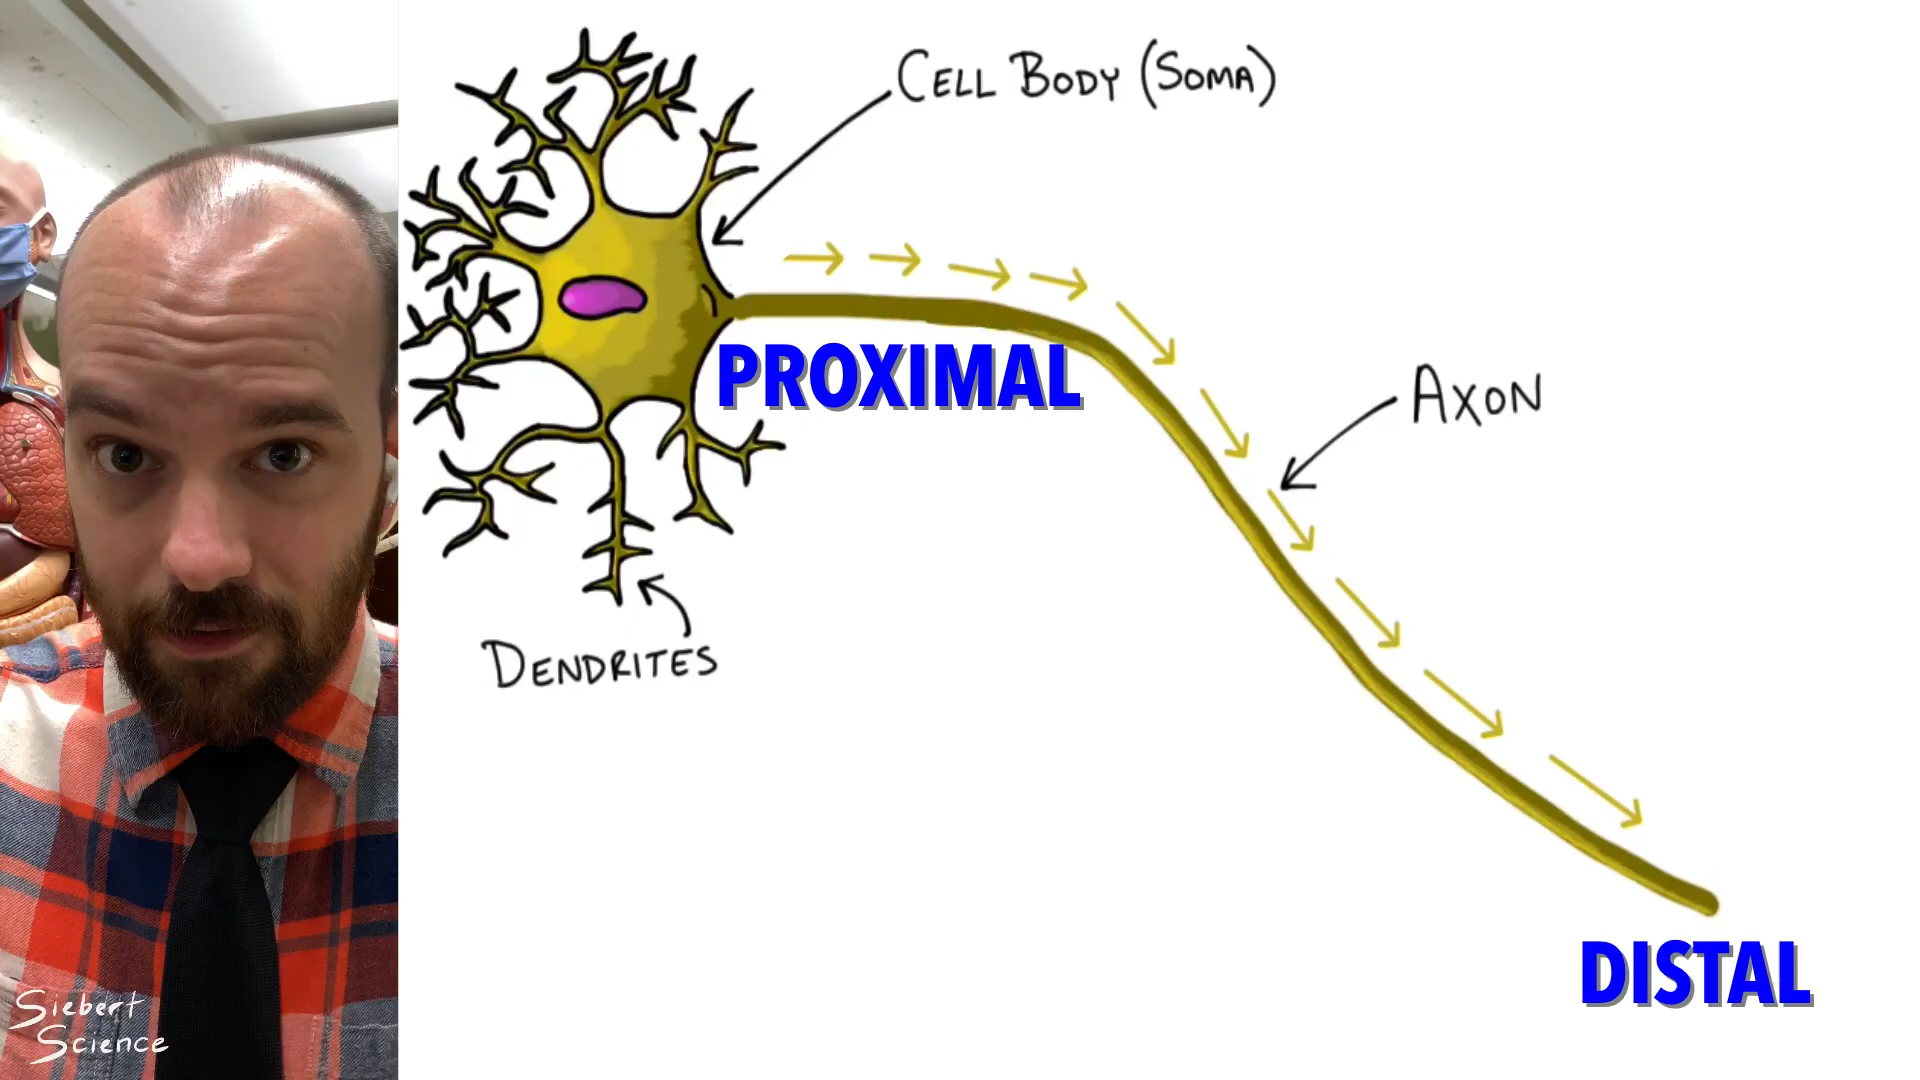 CELL BODY (SOMA)
PROXIMAL
AXON
DENDRITES
DISTAL
Siebert
Science